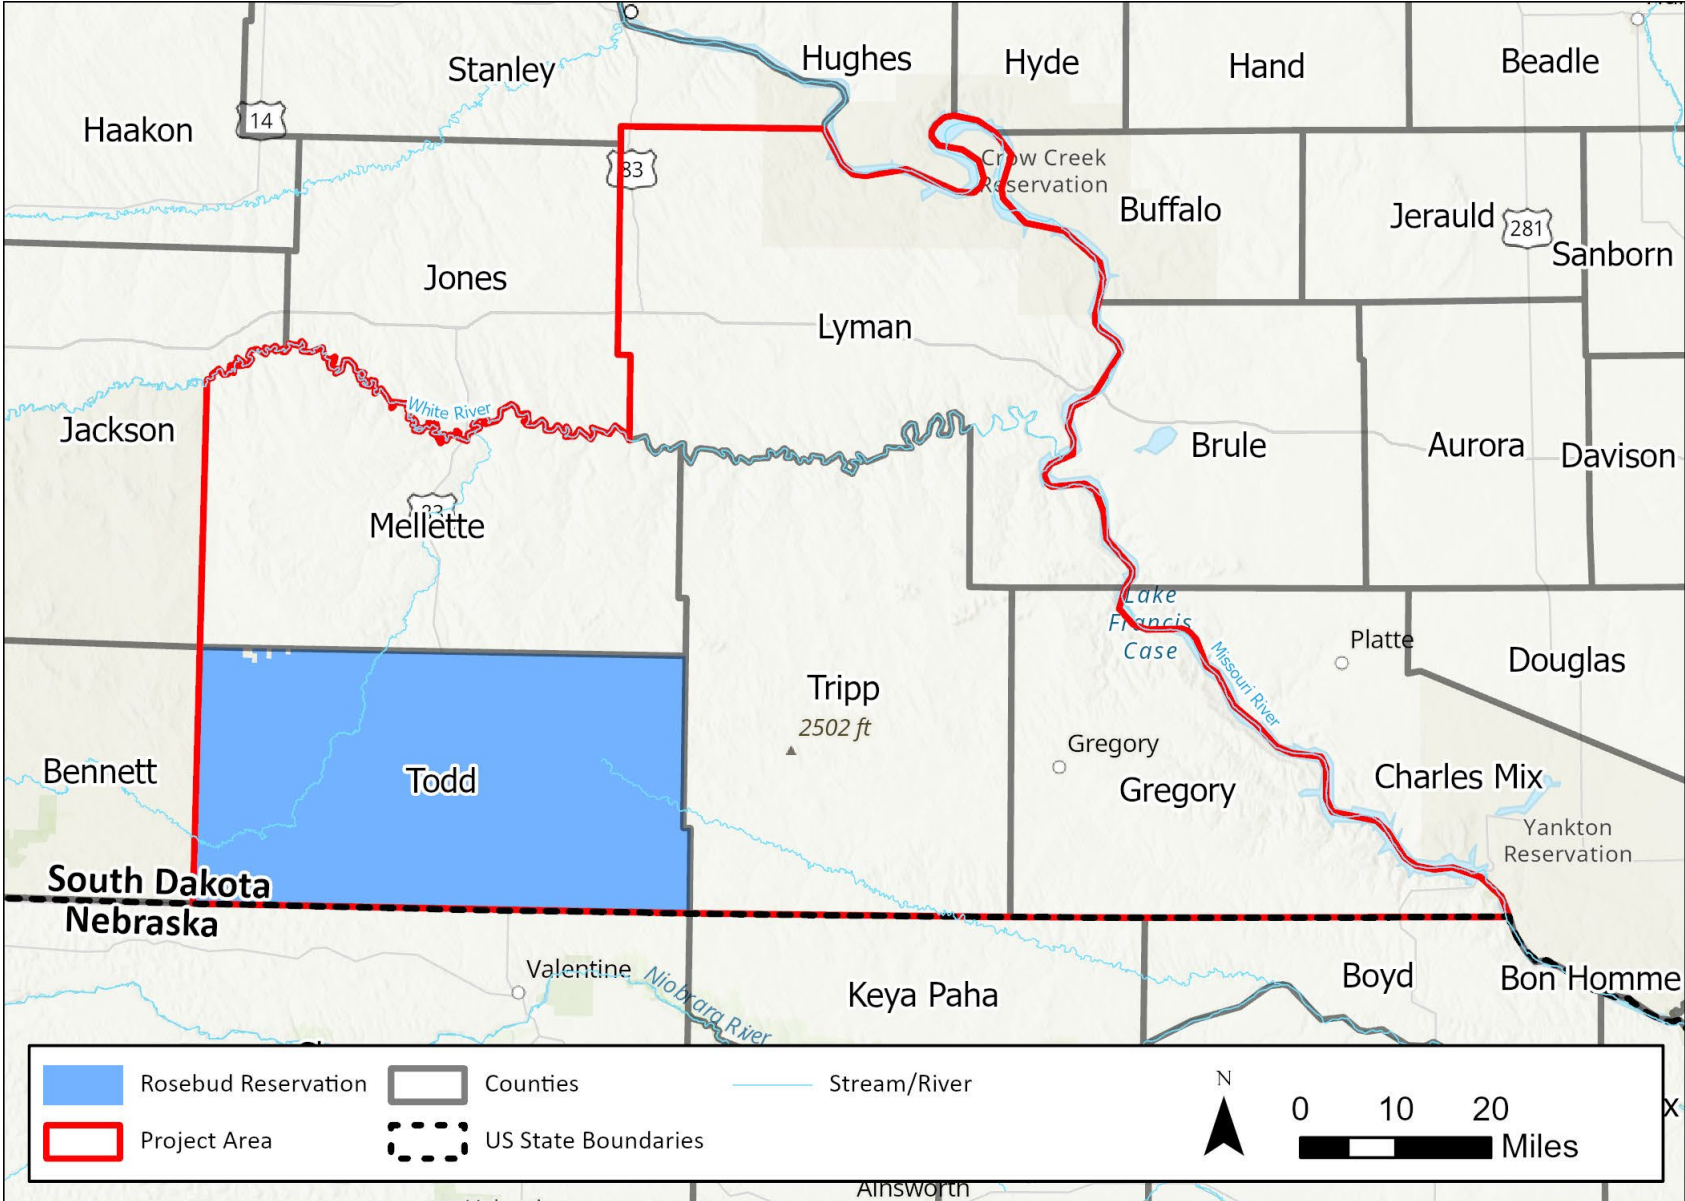 Hughes
Hyde
Hand
Beadle
Stanley
Haakon
14
83
Crow Creek
Reservation
Buffalo
Jerauld
281
Sanborn
Jones
Lyman
White River
Jackson
Brule
Aurora
Davison
83
Mellette
Lake
Francis
Case
Missouri River
Platte
Douglas
Tripp
2502 ft
Gregory
Gregory
Charles Mix
Bennett
Todd
Yankton
Reservation
South Dakota
Nebraska
Valentine
Niobrara River
Keya Paha
Boyd
Bon Homme
Rosebud Reservation
Counties
Stream/River
Project Area
US State Boundaries
N
0 10 20
Miles
x
Ainsworth